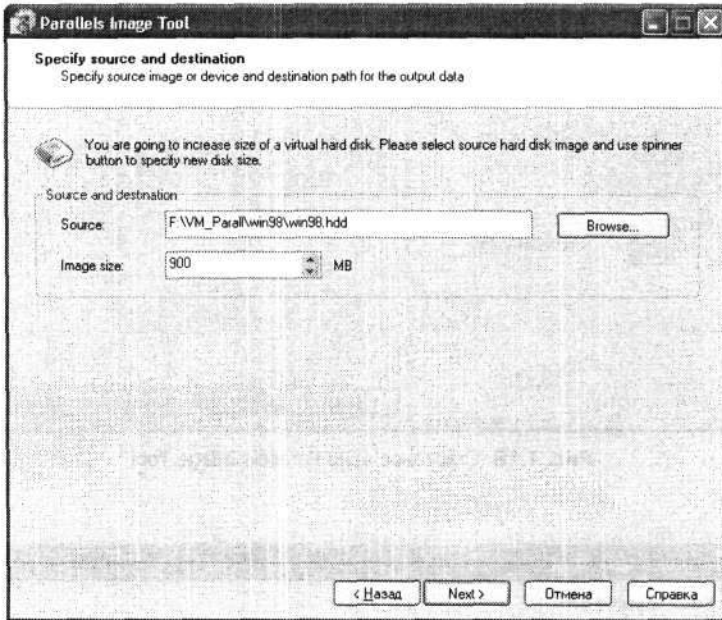 Parallels Image Tool
Specify source and destination
Specify source image or device and destination path for the output data
You are going to increase size of a virtual hard disk. Please select source hard disk image and use spinner
button to specify new disk size.
Source and destination
Source: F:\VM_Parall\win98\win98.hdd Browse...
Image size: 900 MB
< Назад Next > Отмена Справка